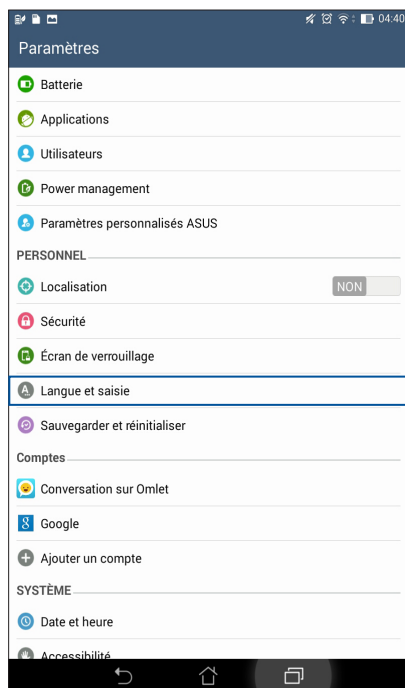 04:40
Paramètres
Batterie
Applications
Utilisateurs
Power management
Paramètres personnalisés ASUS
PERSONNEL
Localisation NON
Sécurité
Écran de verrouillage
Langue et saisie
Sauvegarder et réinitialiser
Comptes
Conversation sur Omlet
Google
Ajouter un compte
SYSTÈME
Date et heure
Accessibilité